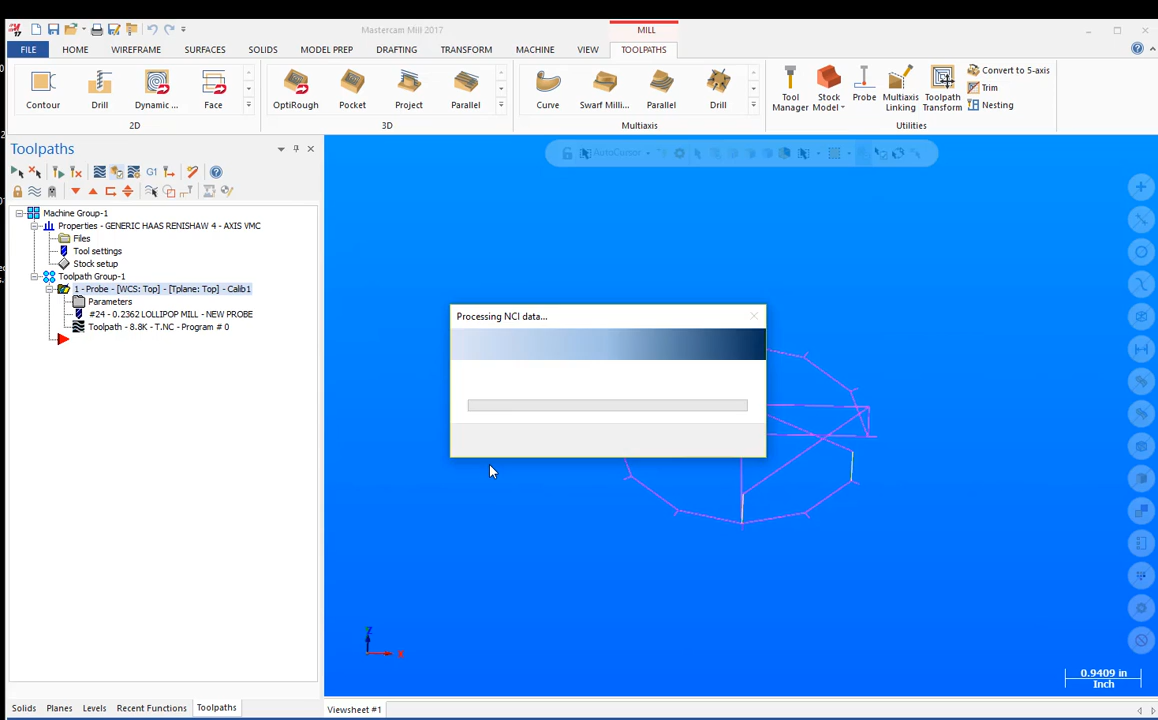 Mastercam Mill 2017
MILL
FILE HOME WIREFRAME SURFACES SOLIDS MODEL PREP DRAFTING TRANSFORM MACHINE VIEW TOOLPATHS
Contour Drill Dynamic ... Face
2D
OptiRough Pocket Project Parallel
3D
Curve Swarf Milli... Parallel Drill
Multiaxis
Tool Manager
Stock Model
Probe
Multiaxis Linking
Toolpath Transform
Convert to 5-axis
Trim
Nesting
Utilities
Toolpaths
AutoCursor
G1
Machine Group-1
Properties - GENERIC HAAS RENISHAW 4 - AXIS VMC
Files
Tool settings
Stock setup
Toolpath Group-1
1 - Probe - [WCS: Top] - [Tplane: Top] - Calib1
Parameters
#24 - 0.2362 LOLLIPOP MILL - NEW PROBE
Toolpath - 8.8K - T.NC - Program # 0
Processing NCI data...
Z
X
0.9409 in
Inch
Solids Planes Levels Recent Functions Toolpaths
Viewsheet #1